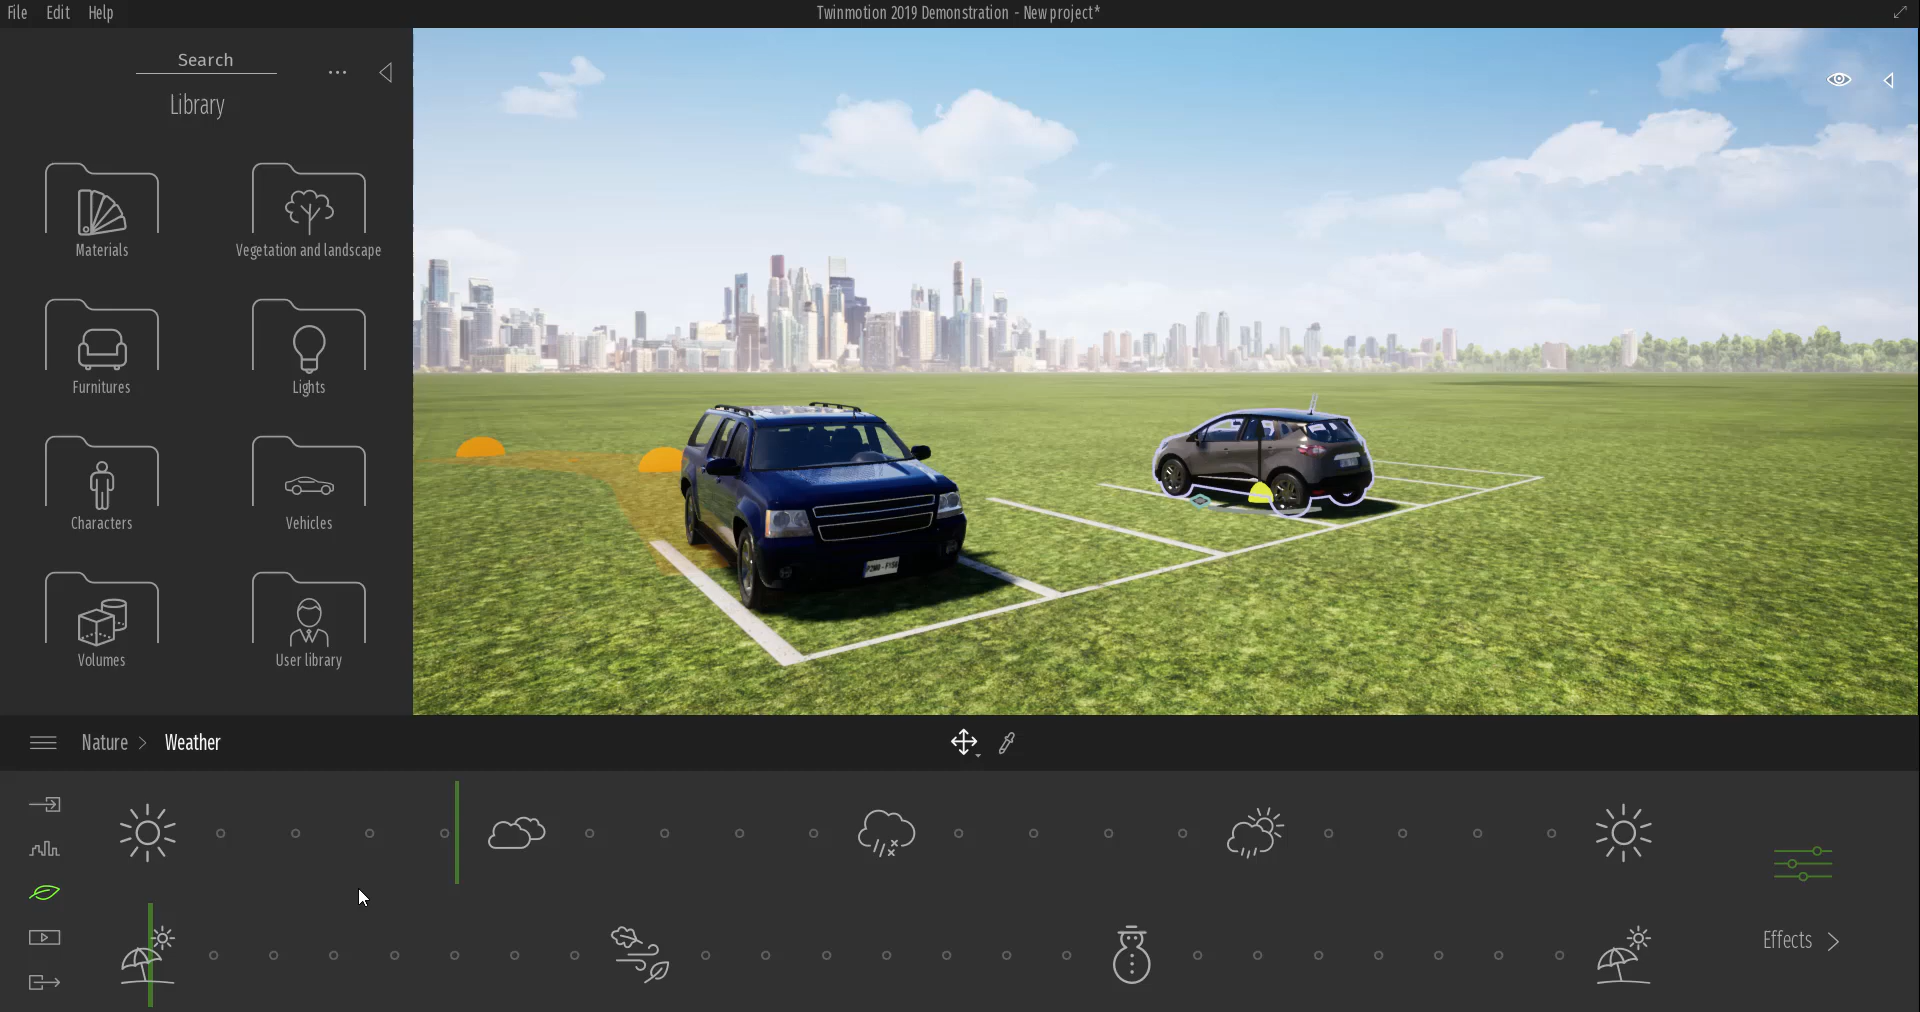 File Edit Help
Twinmotion 2019 Demonstration - New project*
Search
Library
Materials
Vegetation and landscape
Furnitures
Lights
Characters
Vehicles
Volumes
User library
Nature > Weather
Effects